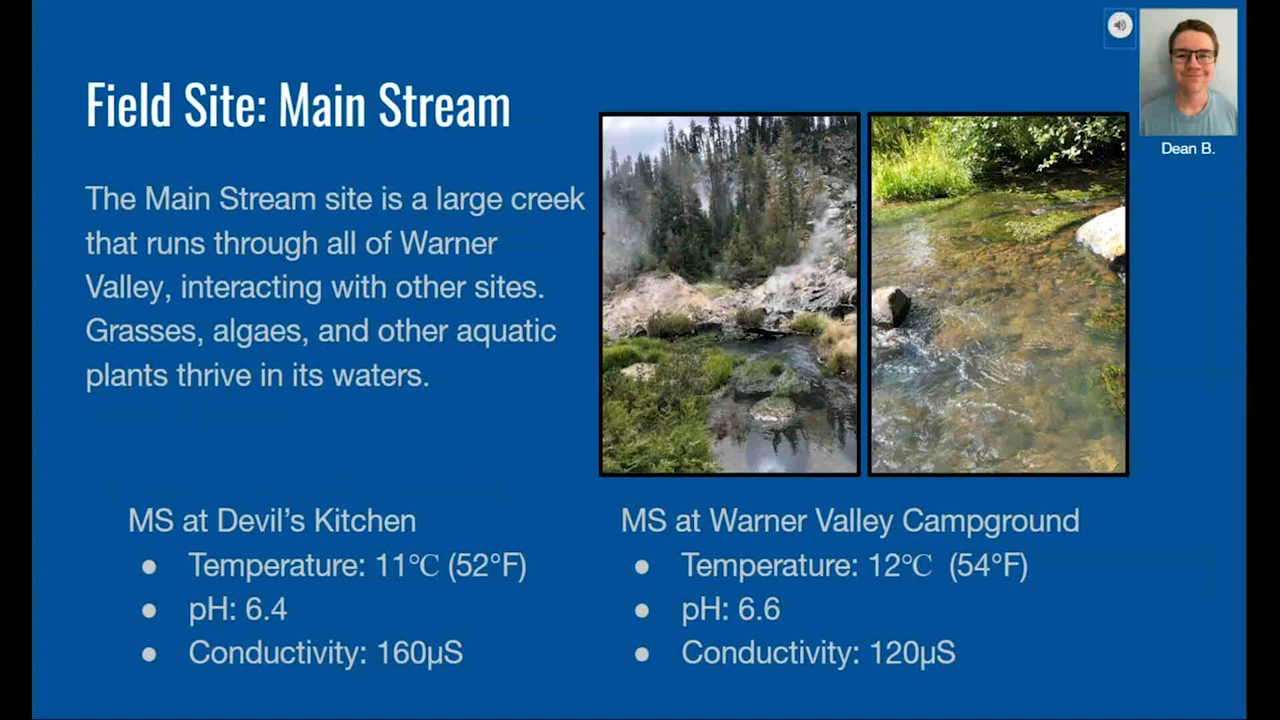 Field Site: Main Stream
Dean B.
The Main Stream site is a large creek
that runs through all of Warner
Valley, interacting with other sites.
Grasses, algaes, and other aquatic
plants thrive in its waters.
MS at Devil’s Kitchen
● Temperature: 11℃ (52°F)
● pH: 6.4
● Conductivity: 160µS
MS at Warner Valley Campground
● Temperature: 12℃ (54°F)
● pH: 6.6
● Conductivity: 120µS